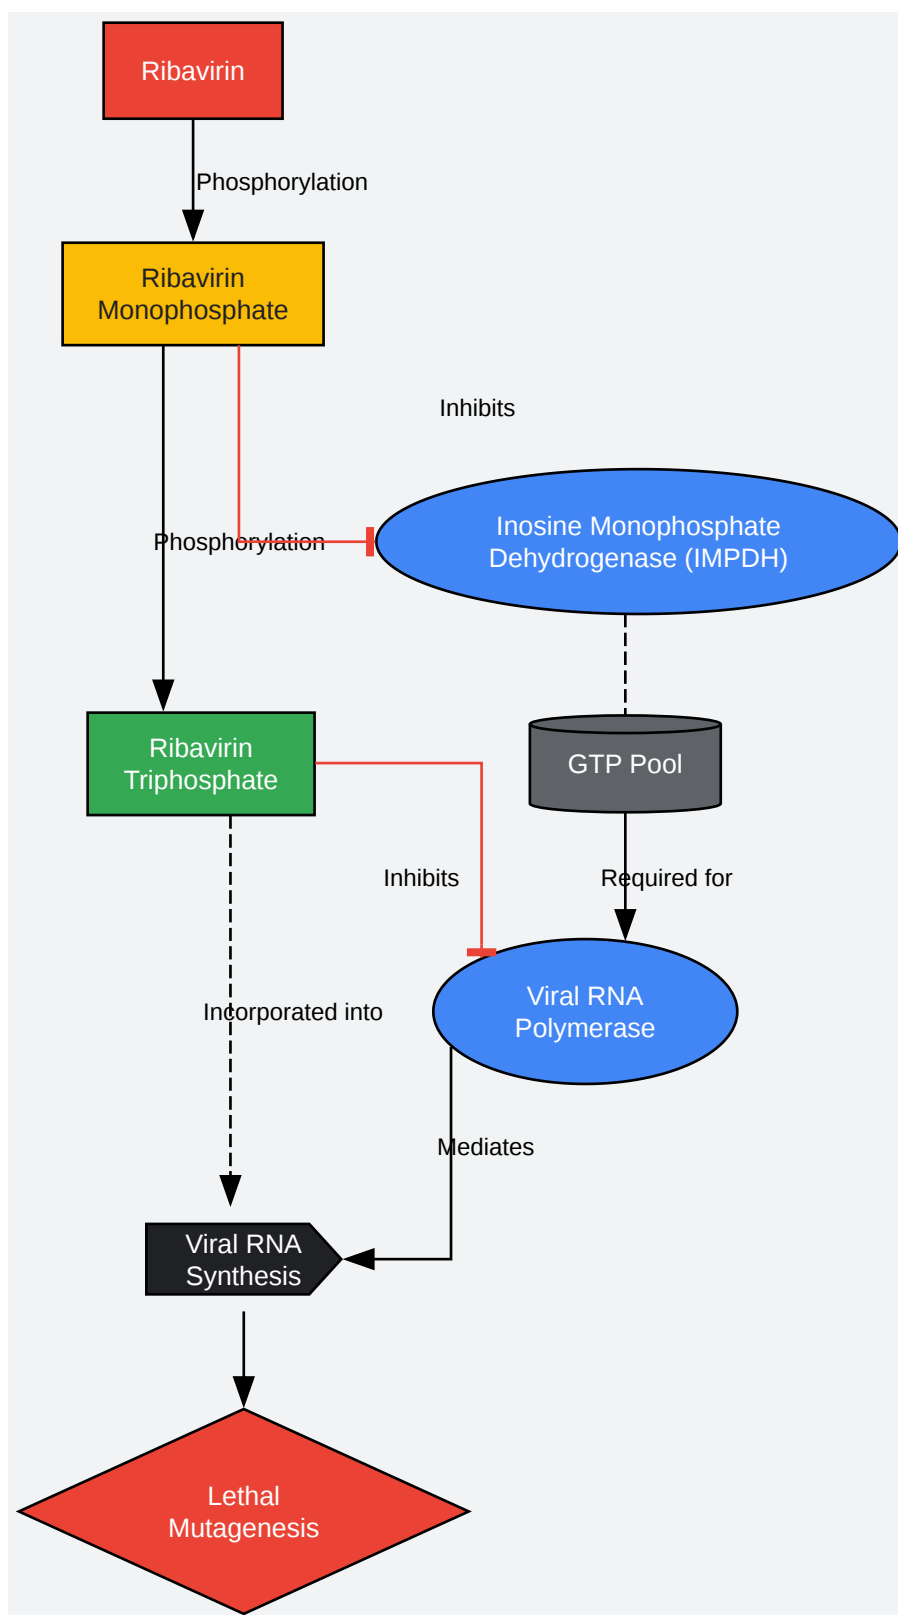 Ribavirin
Phosphorylation
Ribavirin
Monophosphate
Inhibits
Inosine Monophosphate
Dehydrogenase (IMPDH)
Phosphorylation
Ribavirin
Triphosphate
GTP Pool
Inhibits
Required for
Viral RNA
Polymerase
Incorporated into
Mediates
Viral RNA
Synthesis
Lethal
Mutagenesis